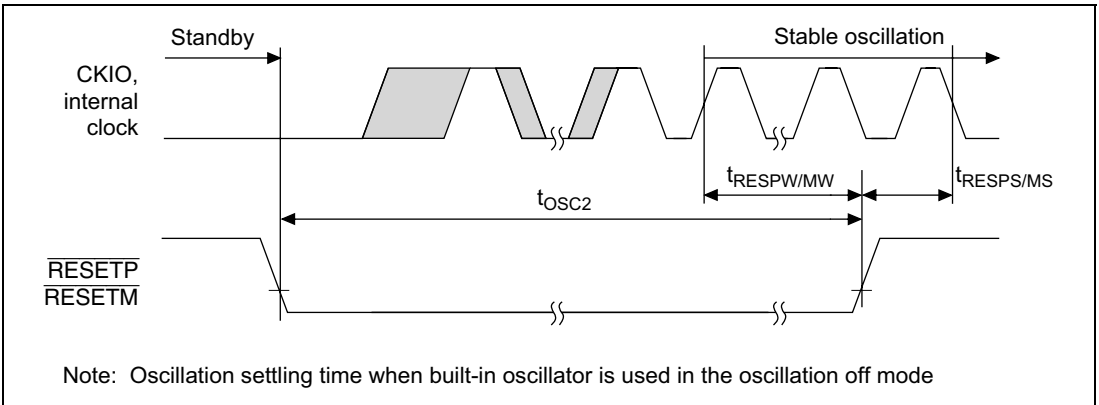 Standby
Stable oscillation
CKIO,
internal
clock
tRESPW/MW
tRESPS/MS
tOSC2
RESETP
RESETM
Note: Oscillation settling time when built-in oscillator is used in the oscillation off mode